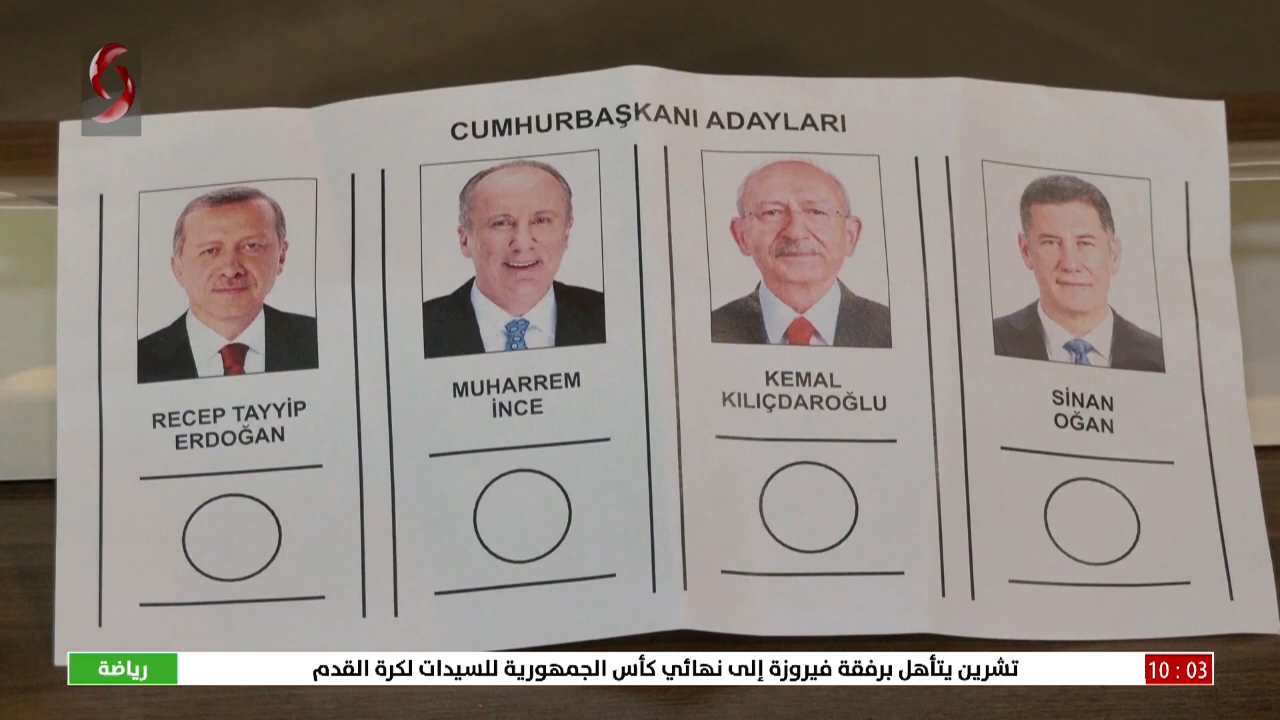 CUMHURBAŞKANI ADAYLARI
RECEP TAYYİP
ERDOĞAN
MUHARREM
İNCE
KEMAL
KILIÇDAROĞLU
SİNAN
OĞAN
رياضة
تشرين يتأهل برفقة فيروزة إلى نهائي كأس الجمهورية للسيدات لكرة القدم
10 : 03